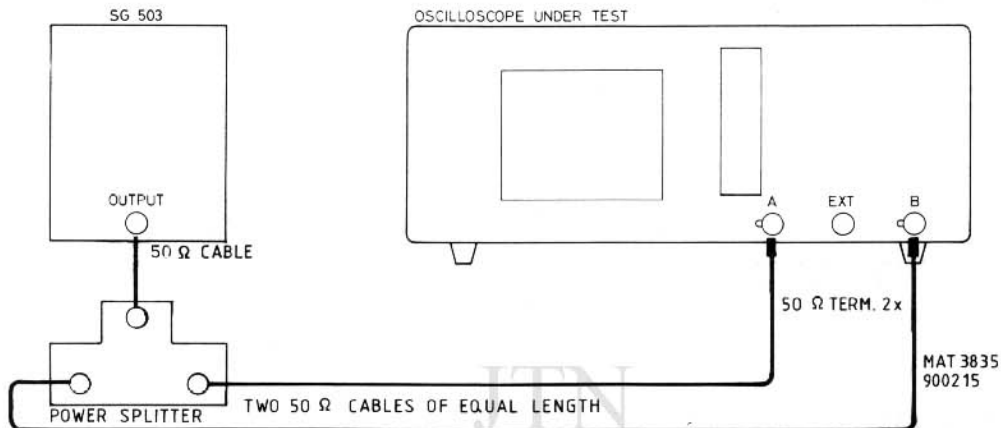 SG 503
OSCILLOSCOPE UNDER TEST
OUTPUT
A
EXT
B
50 Ω CABLE
50 Ω TERM. 2x
MAT 3835
900215
POWER SPLITTER
TWO 50 Ω CABLES OF EQUAL LENGTH
JTN